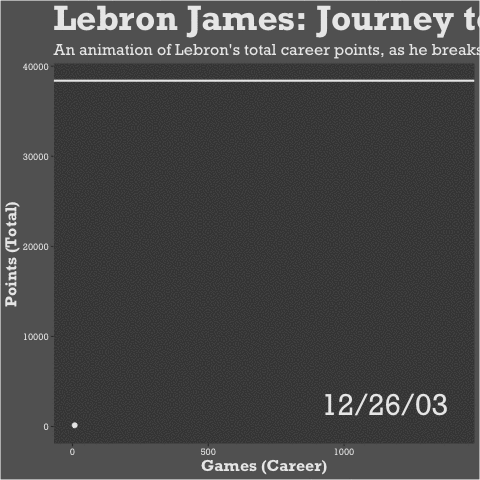 Lebron James: Journey to
An animation of Lebron's total career points, as he breaks
40000
30000
20000
10000
0
Points (Total)
12/26/03
0 500 1000
Games (Career)